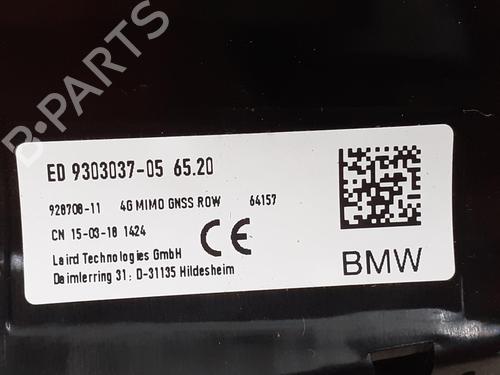 B-PARTS
ED 9303037-05 65.20
928708-11 4G MIMO GNSS ROW 64157
CN 15-03-18 1424
Laird Technologies GmbH
Daimlerring 31; D-31135 Hildesheim
CE
BMW